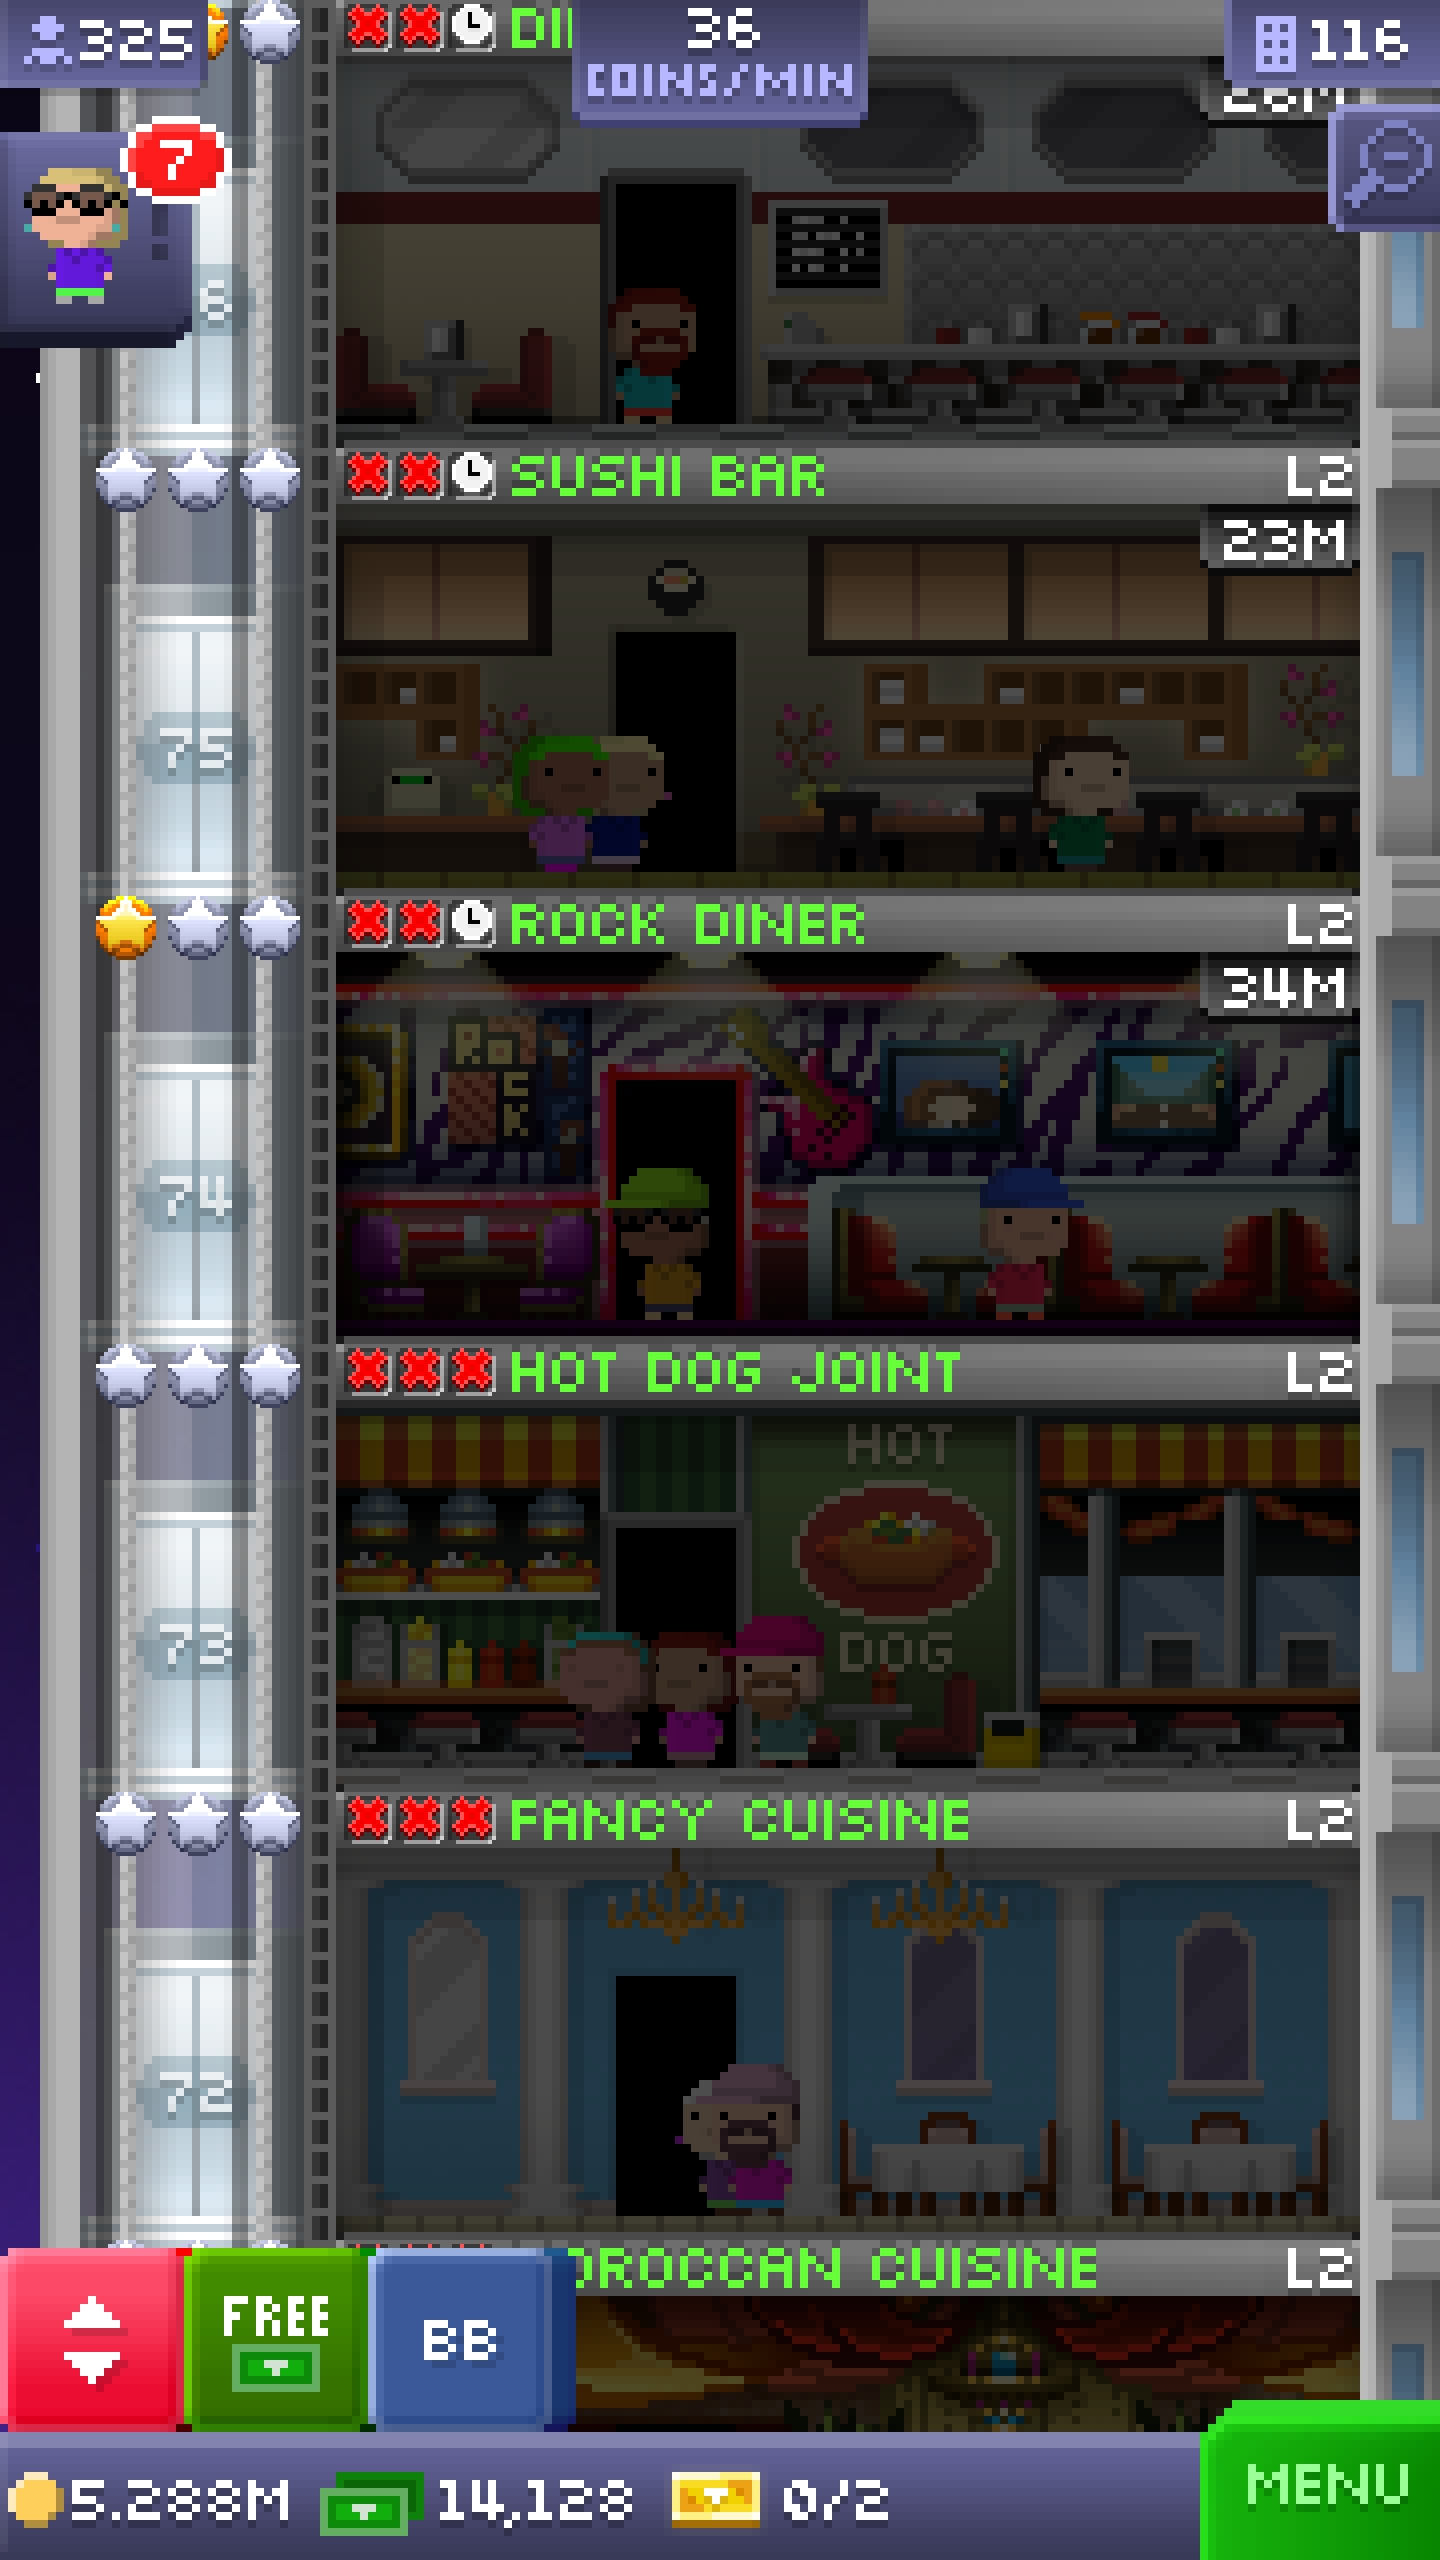 325
DI
36
COINS/MIN
116
7
6
SUSHI BAR
L2
23M
75
ROCK DINER
L2
34M
ROCK
74
HOT DOG JOINT
L2
HOT
DOG
73
FANCY CUISINE
L2
72
OROCCAN CUISINE
L2
FREE
BB
5.288M
14,128
0/2
MENU